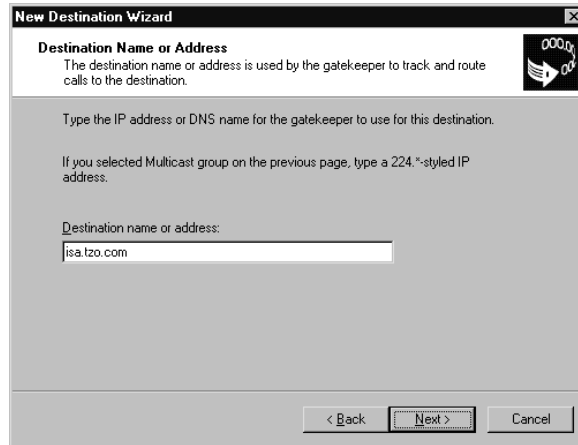 New Destination Wizard
Destination Name or Address
The destination name or address is used by the gatekeeper to track and route
calls to the destination.
Type the IP address or DNS name for the gatekeeper to use for this destination.
If you selected Multicast group on the previous page, type a 224.*-styled IP
address.
Destination name or address:
isa.tzo.com
< Back
Next >
Cancel